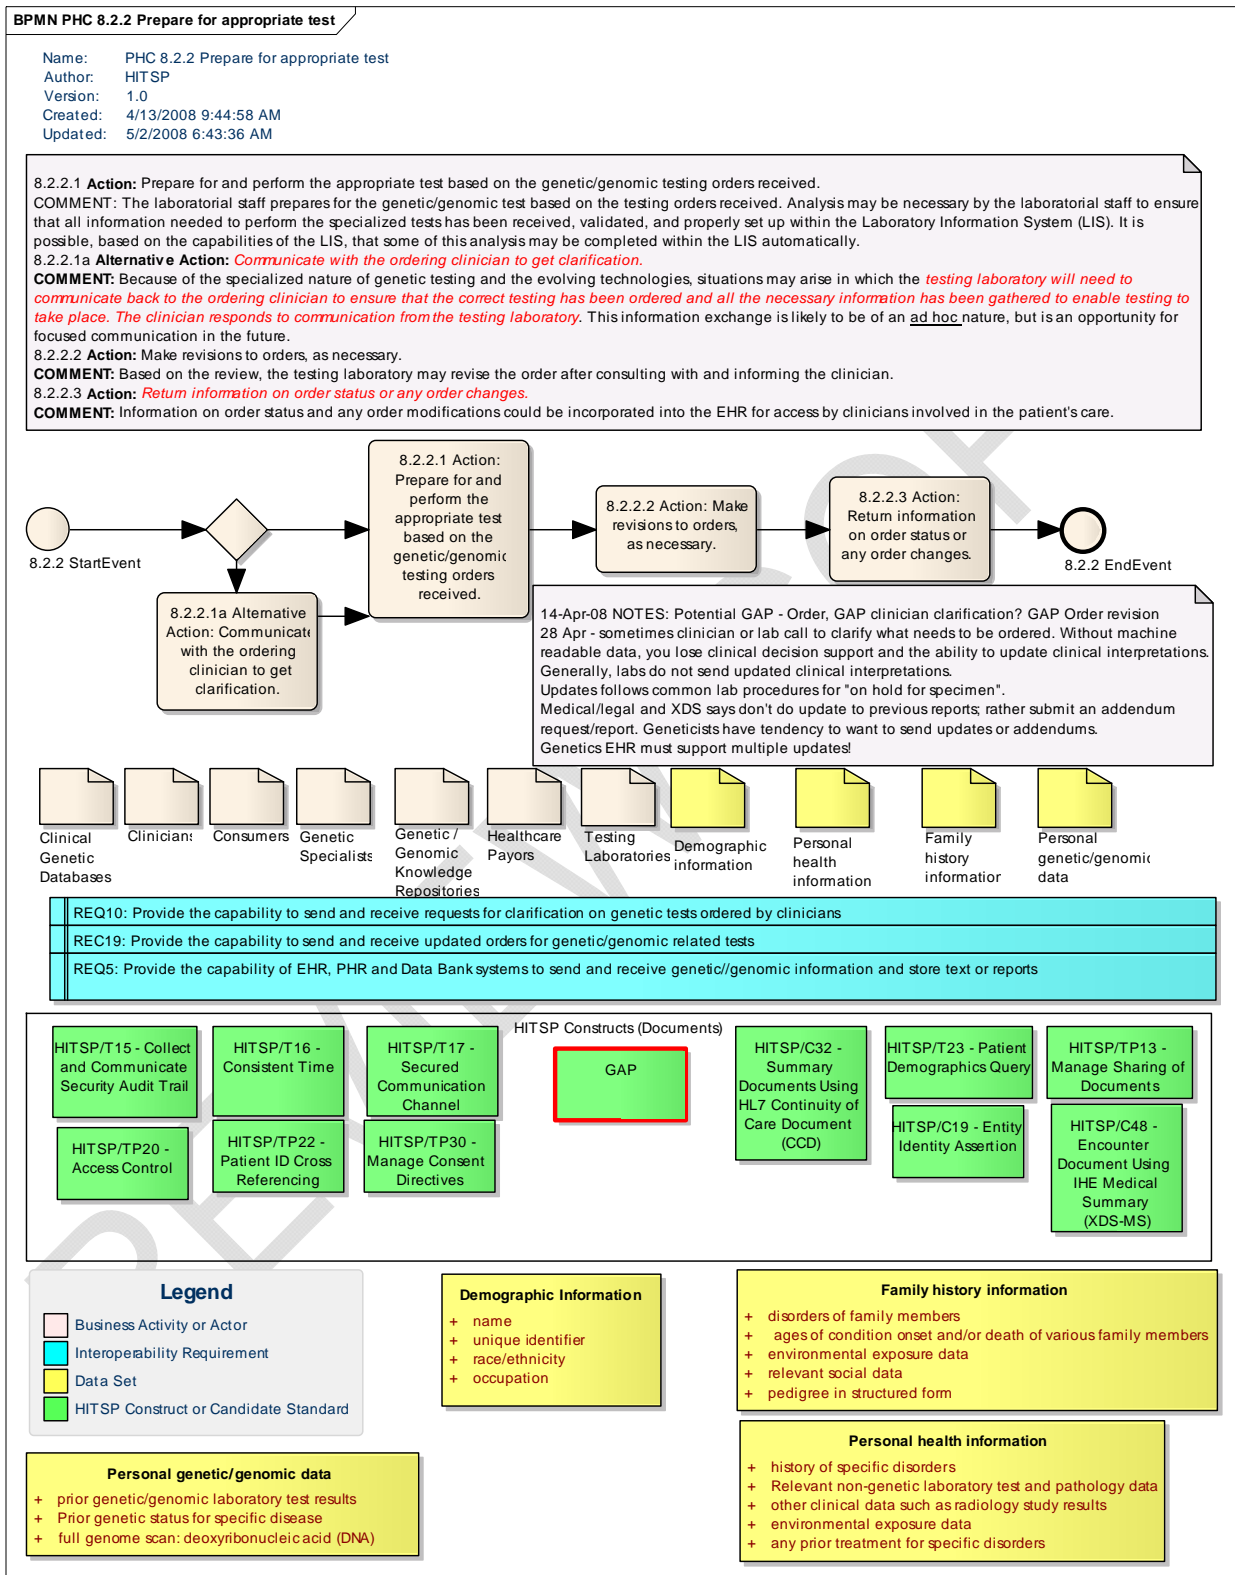 BPMN PHC 8.2.2 Prepare for appropriate test
Name: PHC 8.2.2 Prepare for appropriate test
Author: HITSP
Version: 1.0
Created: 4/13/2008 9:44:58 AM
Updated: 5/2/2008 6:43:36 AM
8.2.2.1 Action: Prepare for and perform the appropriate test based on the genetic/genomic testing orders received.
COMMENT: The laboratorial staff prepares for the genetic/genomic test based on the testing orders received. Analysis may be necessary by the laboratorial staff to ensure
that all information needed to perform the specialized tests has been received, validated, and properly set up within the Laboratory Information System (LIS). It is
possible, based on the capabilities of the LIS, that some of this analysis may be completed within the LIS automatically.
8.2.2.1a Alternative Action: Communicate with the ordering clinician to get clarification.
COMMENT: Because of the specialized nature of genetic testing and the evolving technologies, situations may arise in which the testing laboratory will need to
communicate back to the ordering clinician to ensure that the correct testing has been ordered and all the necessary information has been gathered to enable testing to
take place. The clinician responds to communication from the testing laboratory. This information exchange is likely to be of an ad hoc nature, but is an opportunity for
focused communication in the future.
8.2.2.2 Action: Make revisions to orders, as necessary.
COMMENT: Based on the review, the testing laboratory may revise the order after consulting with and informing the clinician.
8.2.2.3 Action: Return information on order status or any order changes.
COMMENT: Information on order status and any order modifications could be incorporated into the EHR for access by clinicians involved in the patient's care.
8.2.2 StartEvent
8.2.2.1a Alternative
Action: Communicate
with the ordering
clinician to get
clarification.
8.2.2.1 Action:
Prepare for and
perform the
appropriate test
based on the
genetic/genomic
testing orders
received.
8.2.2.2 Action: Make
revisions to orders,
as necessary.
8.2.2.3 Action:
Return information
on order status or
any order changes.
8.2.2 EndEvent
14-Apr-08 NOTES: Potential GAP - Order, GAP clinician clarification? GAP Order revision
28 Apr - sometimes clinician or lab call to clarify what needs to be ordered. Without machine
readable data, you lose clinical decision support and the ability to update clinical interpretations.
Generally, labs do not send updated clinical interpretations.
Updates follows common lab procedures for "on hold for specimen".
Medical/legal and XDS says don't do update to previous reports; rather submit an addendum
request/report. Geneticists have tendency to want to send updates or addendums.
Genetics EHR must support multiple updates!
Clinical
Genetic
Databases
Clinicians
Consumers
Genetic
Specialists
Genetic /
Genomic
Knowledge
Repositories
Healthcare
Payors
Testing
Laboratories
Demographic
information
Personal
health
information
Family
history
information
Personal
genetic/genomic
data
REQ10: Provide the capability to send and receive requests for clarification on genetic tests ordered by clinicians
REC19: Provide the capability to send and receive updated orders for genetic/genomic related tests
REQ5: Provide the capability of EHR, PHR and Data Bank systems to send and receive genetic//genomic information and store text or reports
HITSP Constructs (Documents)
HITSP/T15 - Collect
and Communicate
Security Audit Trail
HITSP/T16 -
Consistent Time
HITSP/T17 -
Secured
Communication
Channel
GAP
HITSP/C32 -
Summary
Documents Using
HL7 Continuity of
Care Document
(CCD)
HITSP/T23 - Patient
Demographics Query
HITSP/TP13 -
Manage Sharing of
Documents
HITSP/TP20 -
Access Control
HITSP/TP22 -
Patient ID Cross
Referencing
HITSP/TP30 -
Manage Consent
Directives
HITSP/C19 - Entity
Identity Assertion
HITSP/C48 -
Encounter
Document Using
IHE Medical
Summary
(XDS-MS)
Legend
Business Activity or Actor
Interoperability Requirement
Data Set
HITSP Construct or Candidate Standard
Demographic Information
+ name
+ unique identifier
+ race/ethnicity
+ occupation
Family history information
+ disorders of family members
+ ages of condition onset and/or death of various family members
+ environmental exposure data
+ relevant social data
+ pedigree in structured form
Personal genetic/genomic data
+ prior genetic/genomic laboratory test results
+ Prior genetic status for specific disease
+ full genome scan: deoxyribonucleic acid (DNA)
Personal health information
+ history of specific disorders
+ Relevant non-genetic laboratory test and pathology data
+ other clinical data such as radiology study results
+ environmental exposure data
+ any prior treatment for specific disorders